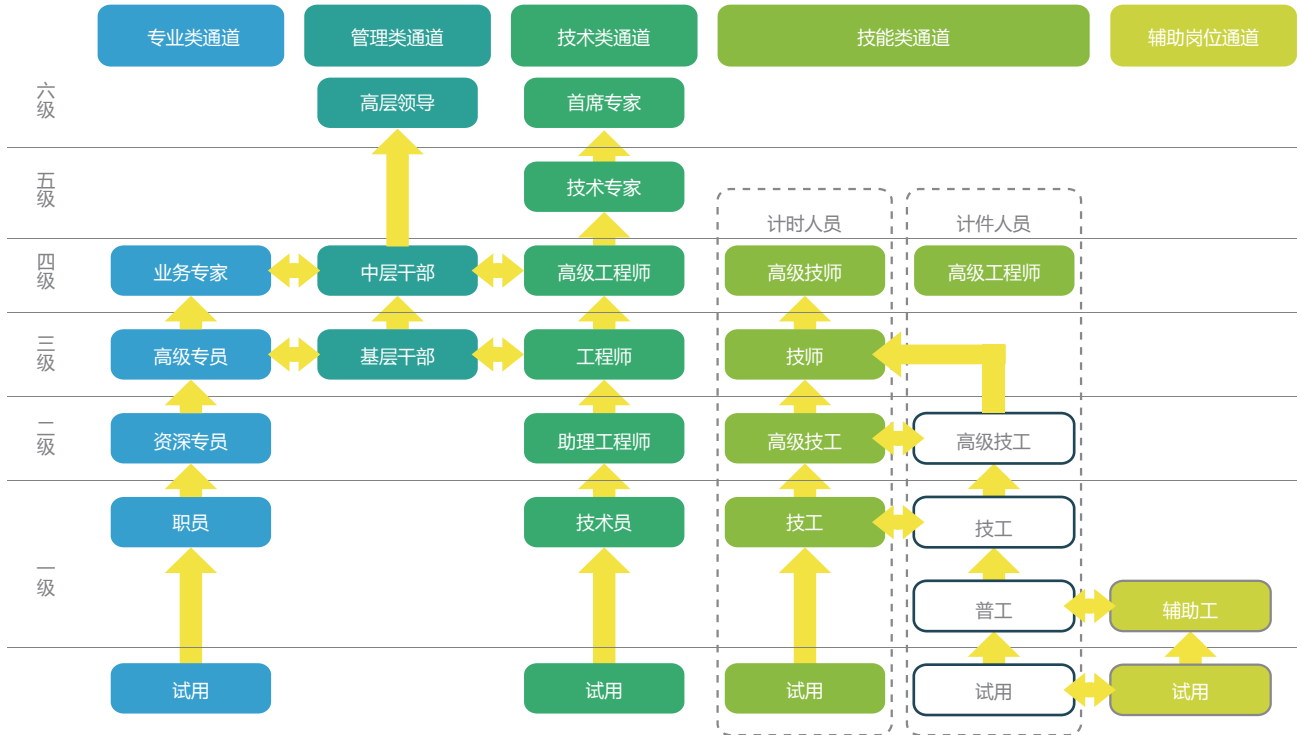 专业类通道
管理类通道
技术类通道
技能类通道
辅助岗位通道
六级
高层领导
首席专家
五级
技术专家
计时人员
计件人员
四级
业务专家
中层干部
高级工程师
高级技师
高级工程师
三级
高级专员
基层干部
工程师
技师
二级
资深专员
助理工程师
高级技工
高级技工
一级
职员
技术员
技工
技工
普工
辅助工
试用
试用
试用
试用
试用